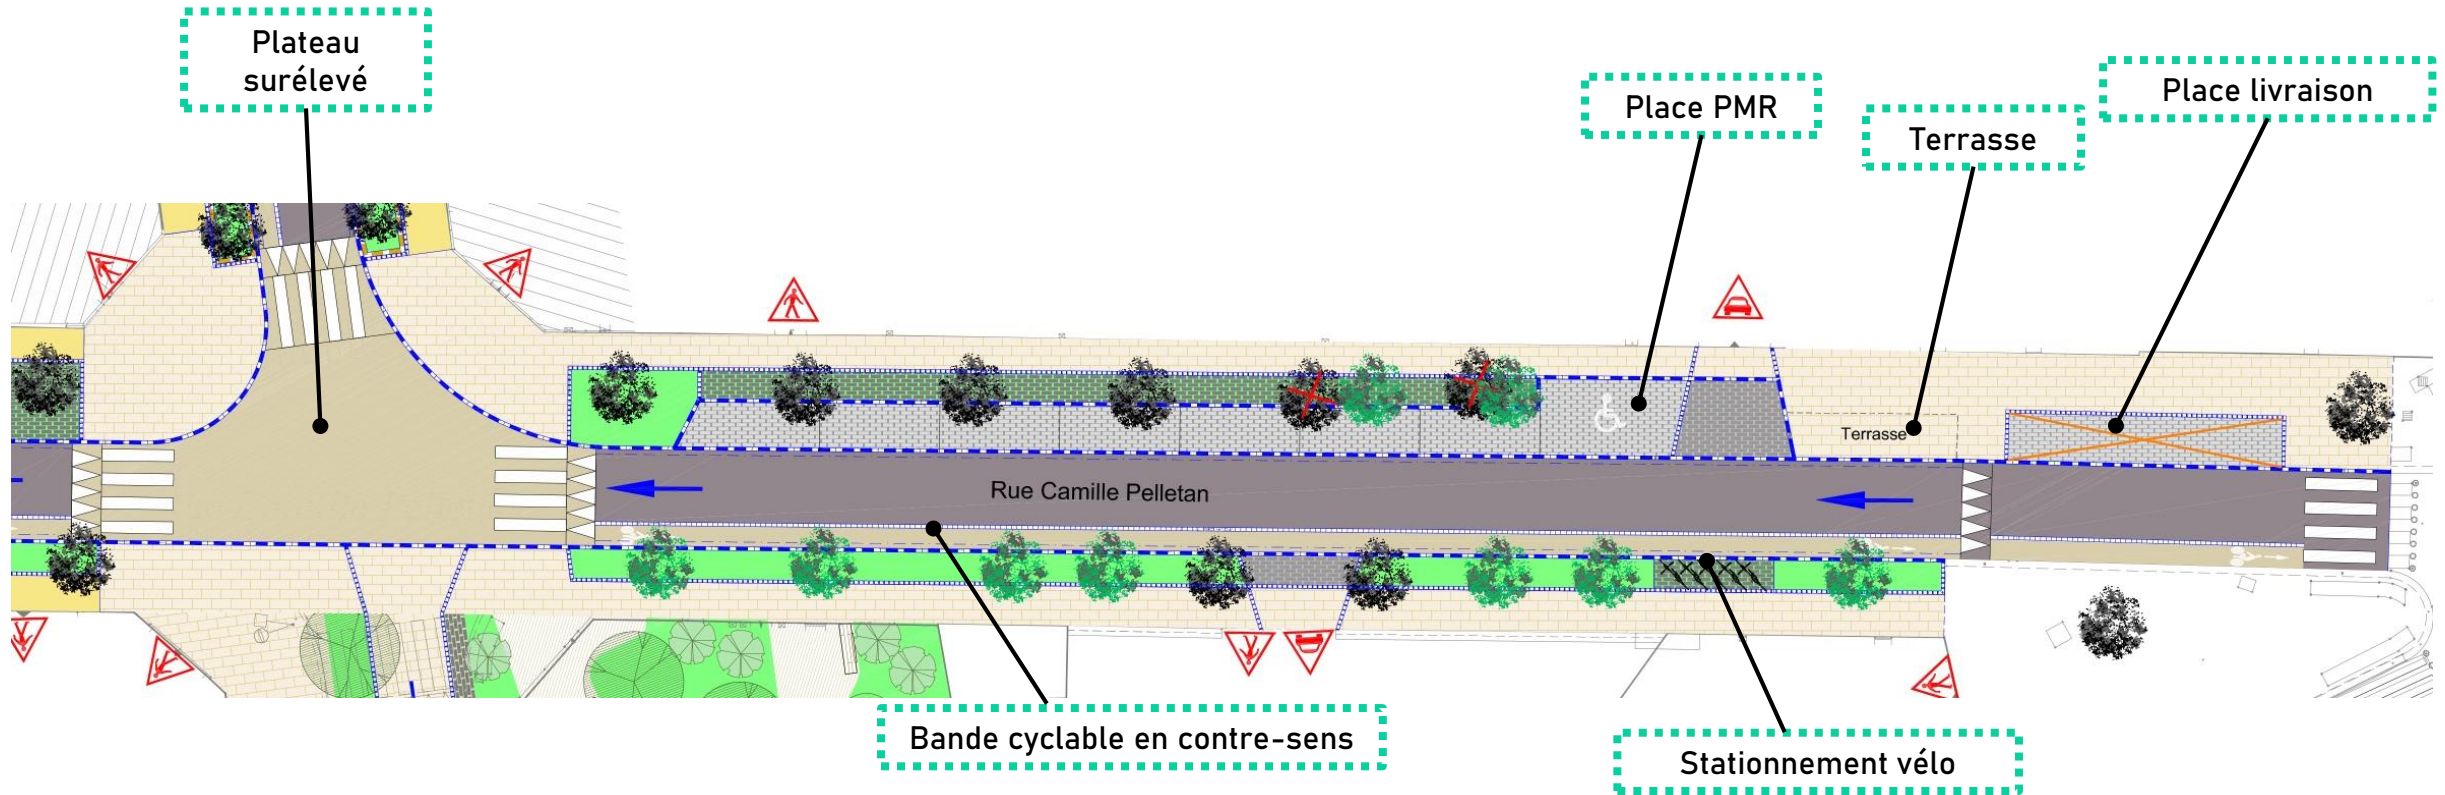 Plateau
surélevé
Place PMR
Terrasse
Place livraison
Terrasse
Rue Camille Pelletan
Bande cyclable en contre-sens
Stationnement vélo